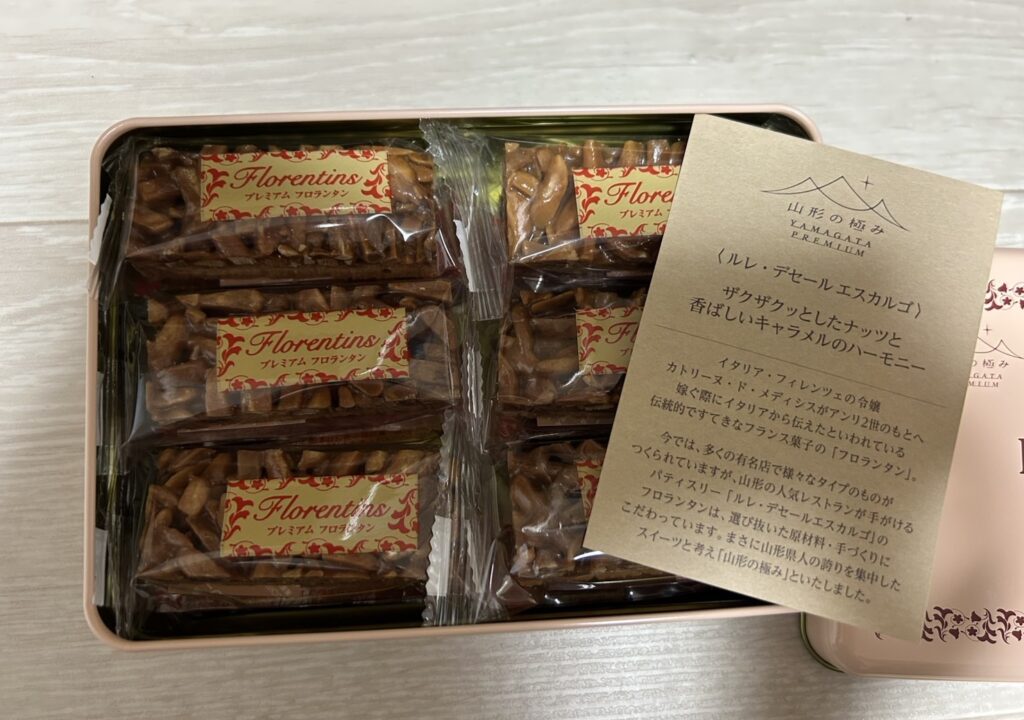 Florentins
プレミアム フロランタン
Florentins
プレミアム フロランタン
Florentins
プレミアム フロランタン
山形の極み
YAMAGATA
PREMIUM
〈ルレ・デセール エスカルゴ〉
ザクザクッとしたナッツと
香ばしいキャラメルのハーモニー
イタリア・フィレンツェの令嬢
カトリーヌ・ド・メディシスがアンリ2世のもとへ
嫁ぐ際にイタリアから伝えたといわれている
伝統的ですてきなフランス菓子の「フロランタン」。
今では、多くの有名店で様々なタイプのものが
つくられていますが、山形の人気レストランが手がける
パティスリー「ルレ・デセールエスカルゴ」の
フロランタンは、選び抜いた原材料・手づくりに
こだわっています。まさに山形県人の誇りを集中した
スイーツと考え「山形の極み」といたしました。
の極み